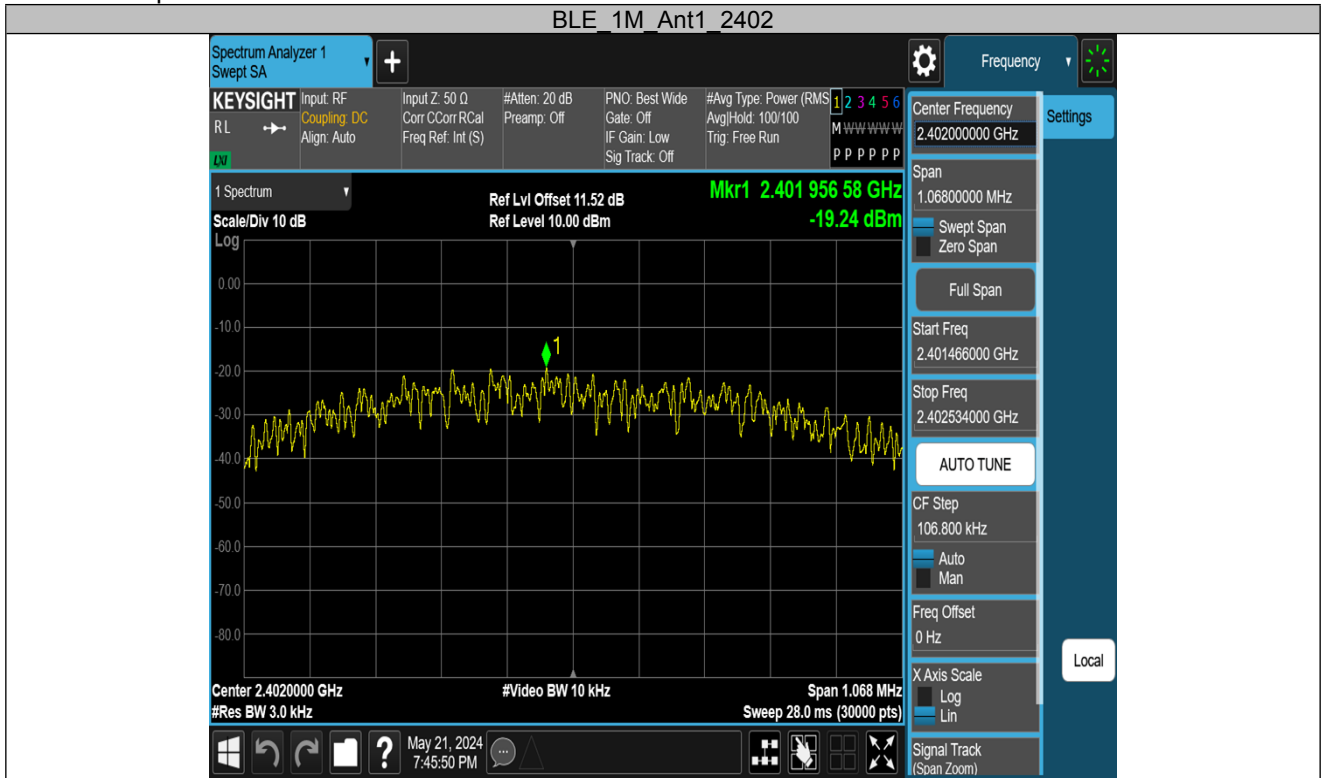 BLE_1M_Ant1_2402
Spectrum Analyzer 1
Swept SA
+
Frequency
KEYSIGHT
R L
LXI
Input: RF
Coupling: DC
Align: Auto
Input Z: 50 Ω
Corr CCorr RCal
Freq Ref: Int (S)
#Atten: 20 dB
Preamp: Off
PNO: Best Wide
Gate: Off
IF Gain: Low
Sig Track: Off
#Avg Type: Power (RMS
Avg|Hold: 100/100
Trig: Free Run
1 2 3 4 5 6
M W W W W W
P P P P P P
1 Spectrum
Scale/Div 10 dB
Log
Ref Lvl Offset 11.52 dB
Ref Level 10.00 dBm
Mkr1 2.401 956 58 GHz
-19.24 dBm
0.00
-10.0
-20.0
-30.0
-40.0
-50.0
-60.0
-70.0
-80.0
1
Center 2.4020000 GHz
#Res BW 3.0 kHz
#Video BW 10 kHz
Span 1.068 MHz
Sweep 28.0 ms (30000 pts)
Center Frequency
2.402000000 GHz
Settings
Span
1.06800000 MHz
Swept Span
Zero Span
Full Span
Start Freq
2.401466000 GHz
Stop Freq
2.402534000 GHz
AUTO TUNE
CF Step
106.800 kHz
Auto
Man
Freq Offset
0 Hz
Local
X Axis Scale
Log
Lin
Signal Track
(Span Zoom)
?
May 21, 2024
7:45:50 PM